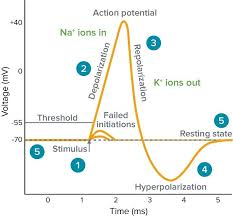 Action potential
+40
Na⁺ ions in
3
2
Depolarization
Repolarization
K⁺ ions out
0
Voltage (mV)
Threshold
Failed
initiations
-55
5
Resting state
-70
5
Stimulus
1
4
Hyperpolarization
0 1 2 3 4 5
Time (ms)